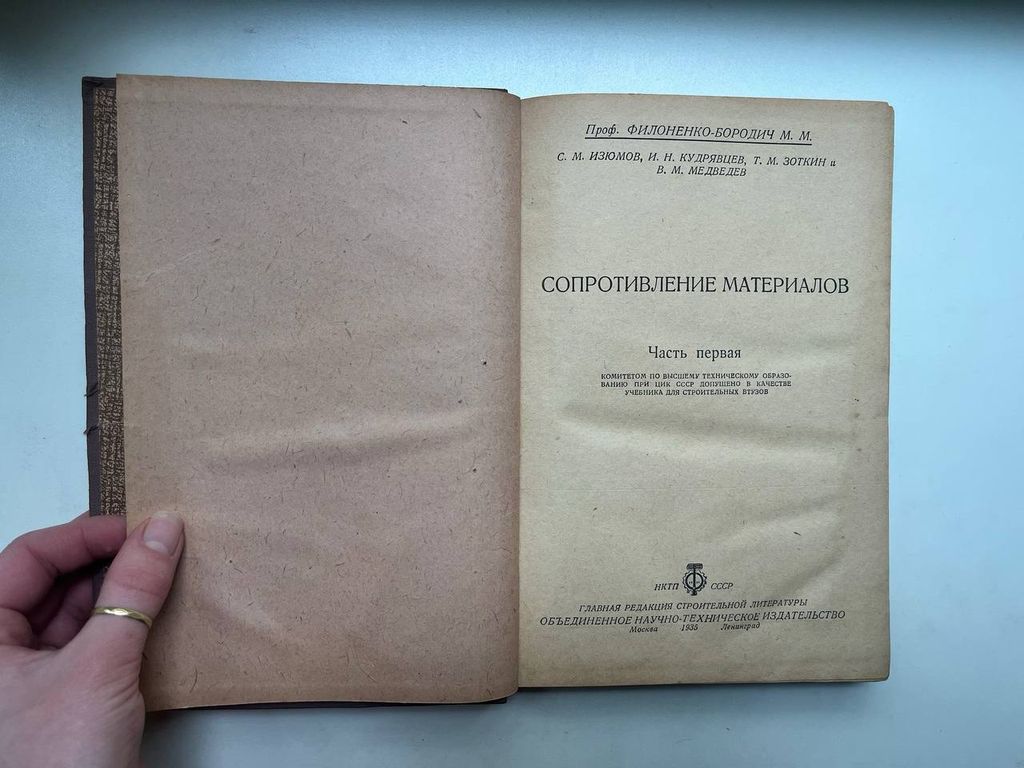 Проф. ФИЛОНЕНКО-БОРОДИЧ М. М.
С. М. ИЗЮМОВ, И. Н. КУДРЯВЦЕВ, Т. М. ЗОТКИН и
В. М. МЕДВЕДЕВ
СОПРОТИВЛЕНИЕ МАТЕРИАЛОВ
Часть первая
КОМИТЕТОМ ПО ВЫСШЕМУ ТЕХНИЧЕСКОМУ ОБРАЗО-
ВАНИЮ ПРИ ЦИК СССР ДОПУЩЕНО В КАЧЕСТВЕ
УЧЕБНИКА ДЛЯ СТРОИТЕЛЬНЫХ ВТУЗОВ
НКТП СССР
ГЛАВНАЯ РЕДАКЦИЯ СТРОИТЕЛЬНОЙ ЛИТЕРАТУРЫ
ОБЪЕДИНЕННОЕ НАУЧНО-ТЕХНИЧЕСКОЕ ИЗДАТЕЛЬСТВО
Москва 1935 Ленинград